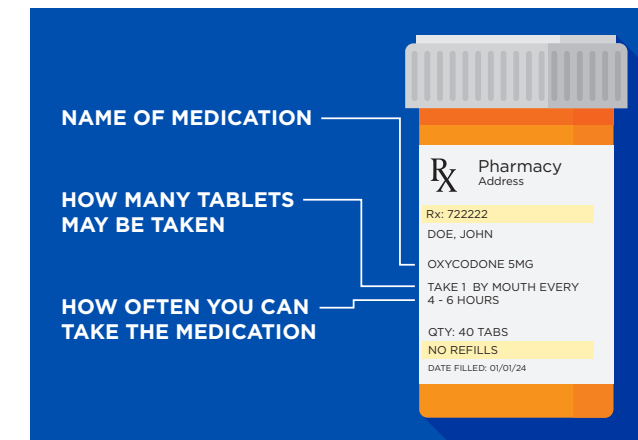 NAME OF MEDICATION
HOW MANY TABLETS
MAY BE TAKEN
HOW OFTEN YOU CAN
TAKE THE MEDICATION
Rx Pharmacy
Address
Rx: 722222
DOE, JOHN
OXYCODONE 5MG
TAKE 1 BY MOUTH EVERY
4 - 6 HOURS
QTY: 40 TABS
NO REFILLS
DATE FILLED: 01/01/24